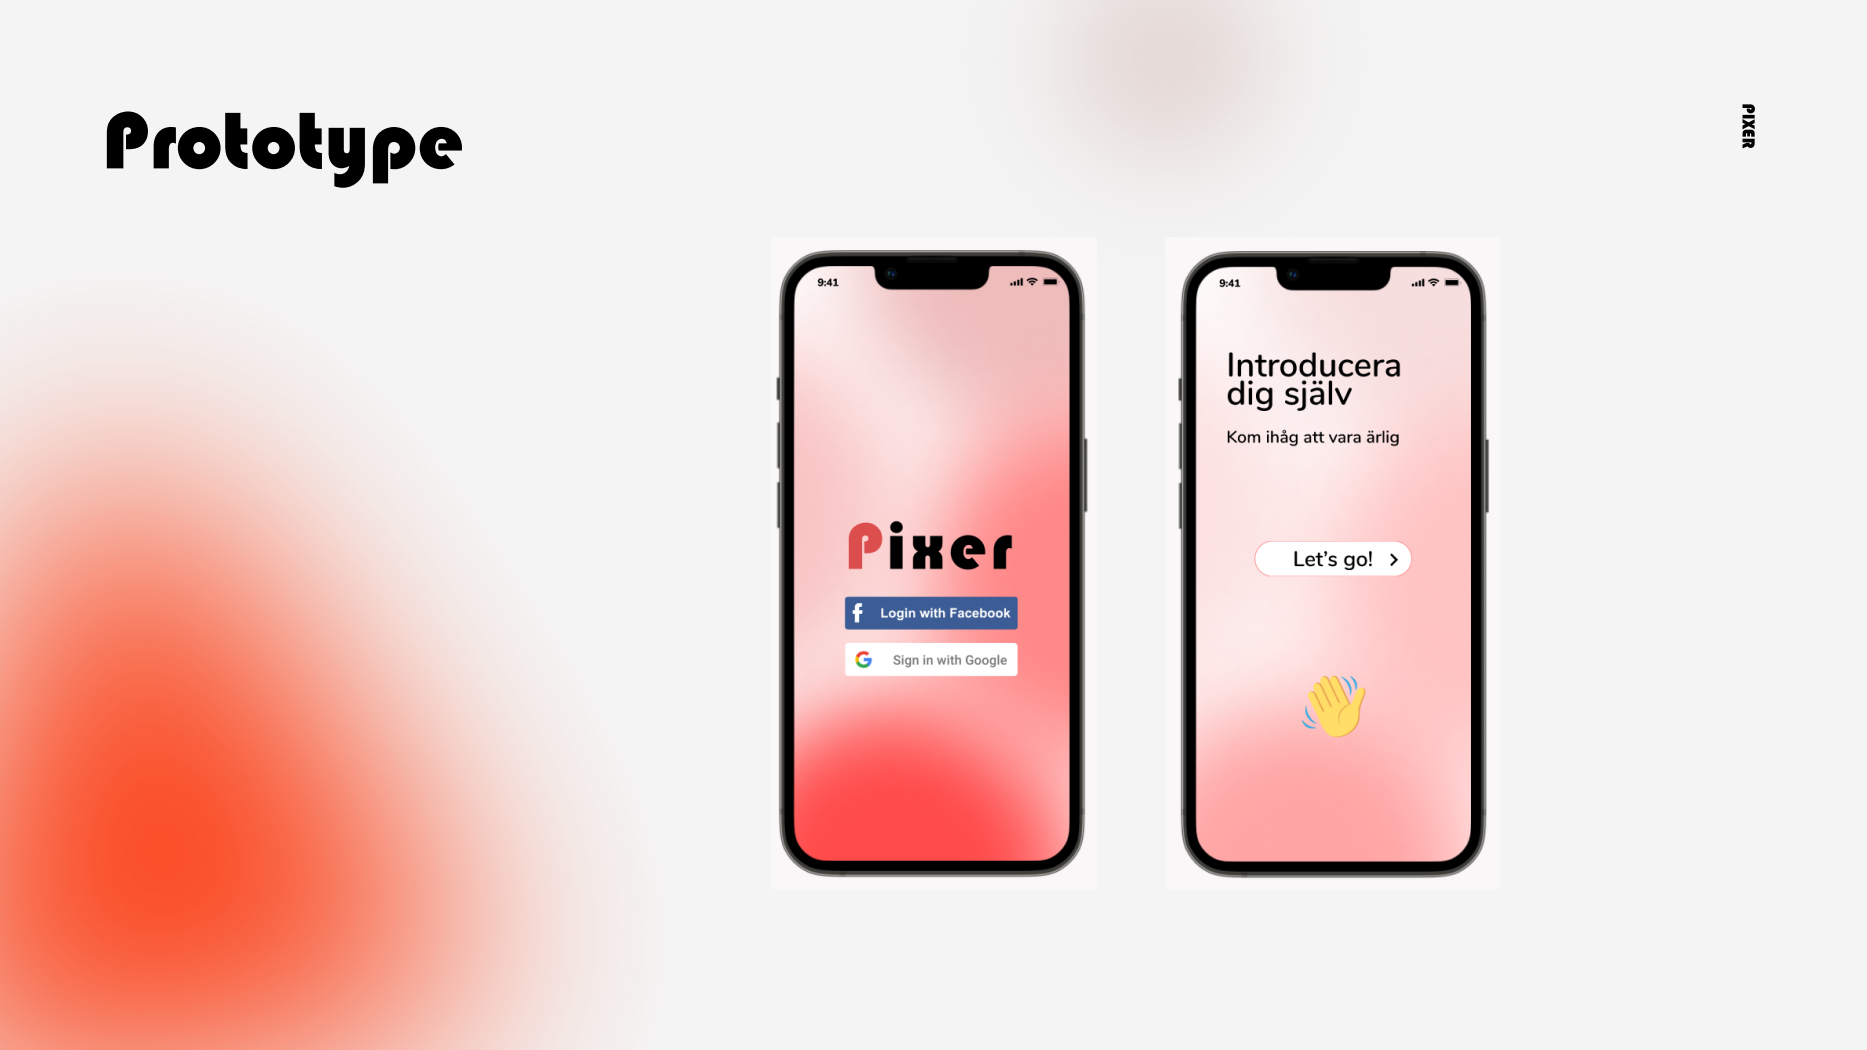 Prototype
PIXER
9:41
Pixer
Login with Facebook
Sign in with Google
9:41
Introducera
dig själv
Kom ihåg att vara ärlig
Let's go!